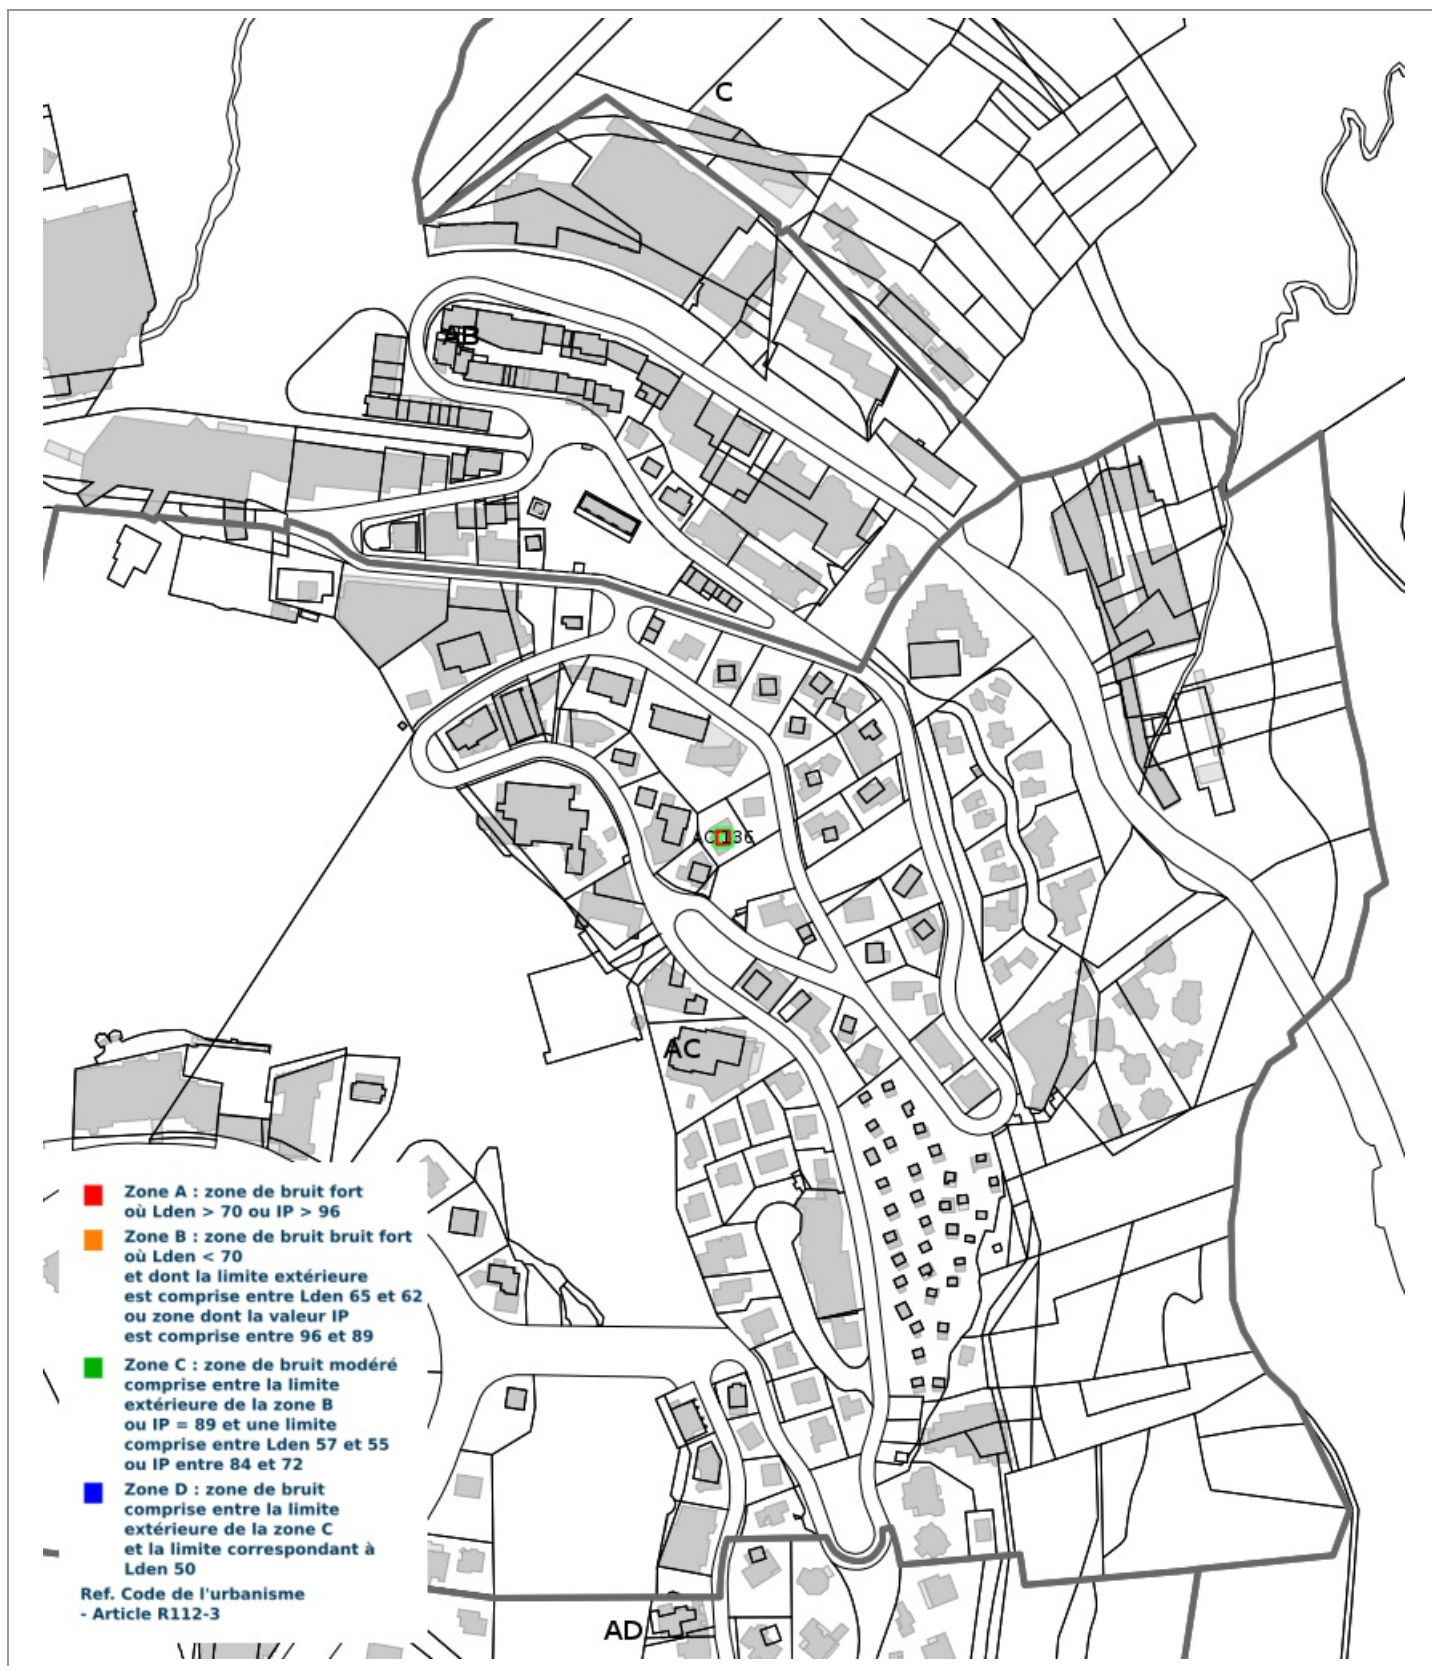 C
AB
AC 136
AC
Zone A : zone de bruit fort
où Lden > 70 ou IP > 96
Zone B : zone de bruit bruit fort
où Lden < 70
et dont la limite extérieure
est comprise entre Lden 65 et 62
ou zone dont la valeur IP
est comprise entre 96 et 89
Zone C : zone de bruit modéré
comprise entre la limite
extérieure de la zone B
ou IP = 89 et une limite
comprise entre Lden 57 et 55
ou IP entre 84 et 72
Zone D : zone de bruit
comprise entre la limite
extérieure de la zone C
et la limite correspondant à
Lden 50
Ref. Code de l'urbanisme
- Article R112-3
AD